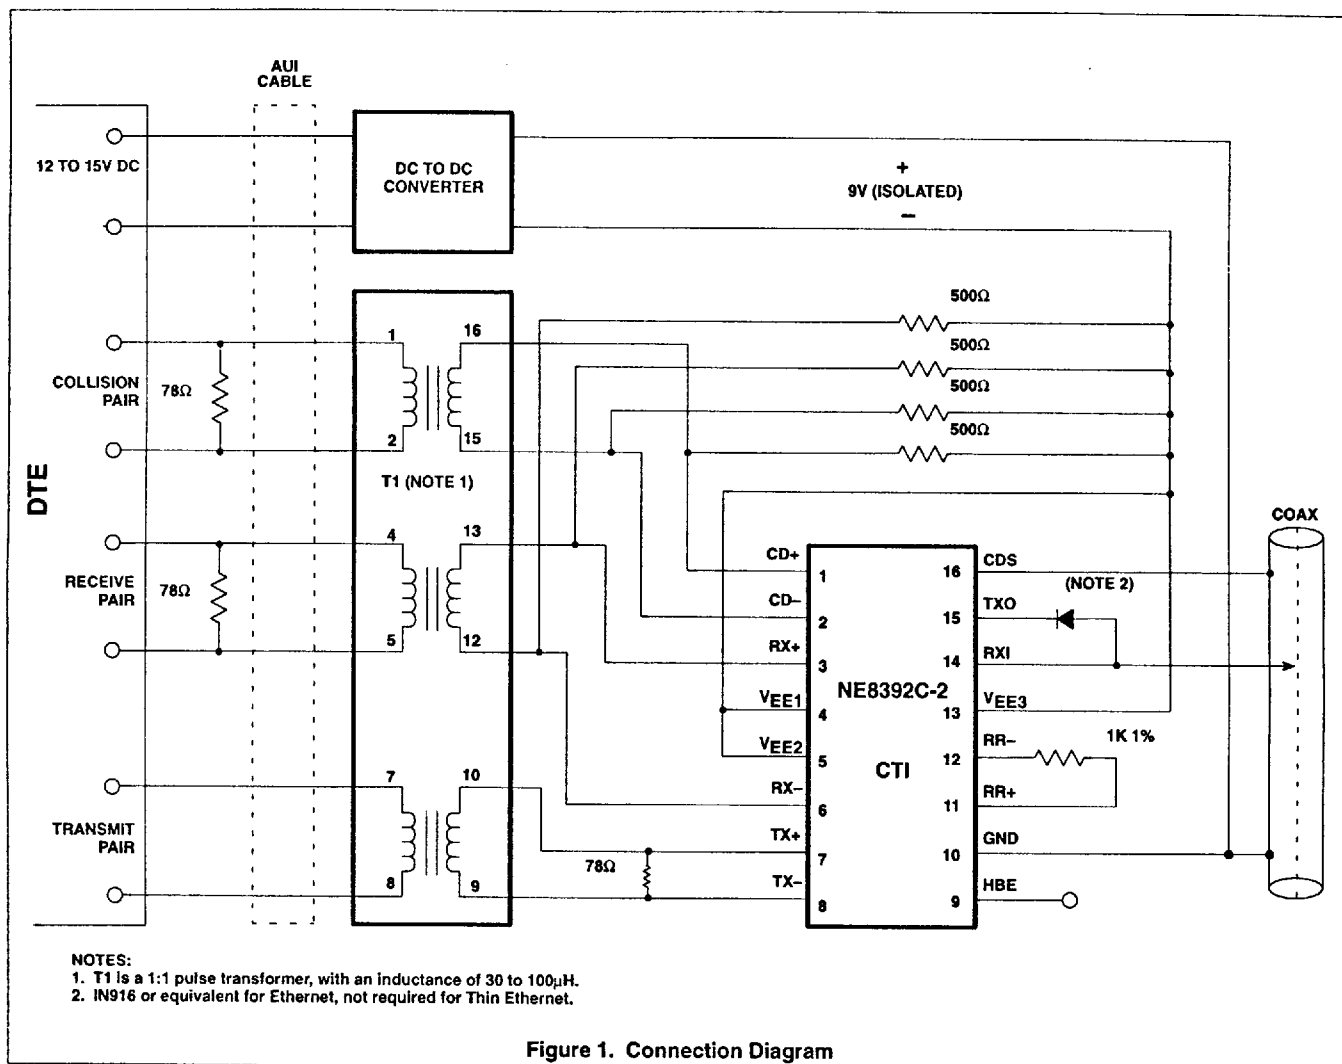 AUI
CABLE
12 TO 15V DC
DC TO DC
CONVERTER
+
9V (ISOLATED)
−
500Ω
500Ω
500Ω
500Ω
1
16
COLLISION
PAIR
78Ω
2
15
T1 (NOTE 1)
DTE
4
13
RECEIVE
PAIR
78Ω
5
12
7
10
TRANSMIT
PAIR
8
9
78Ω
CD+
1
CD−
2
RX+
3
VEE1
4
VEE2
5
RX−
6
TX+
7
TX−
8
NE8392C-2
CTI
16
CDS
15
TXO
(NOTE 2)
14
RXI
13
VEE3
12
RR−
1K 1%
11
RR+
10
GND
9
HBE
COAX
NOTES:
1. T1 is a 1:1 pulse transformer, with an inductance of 30 to 100µH.
2. IN916 or equivalent for Ethernet, not required for Thin Ethernet.
Figure 1. Connection Diagram